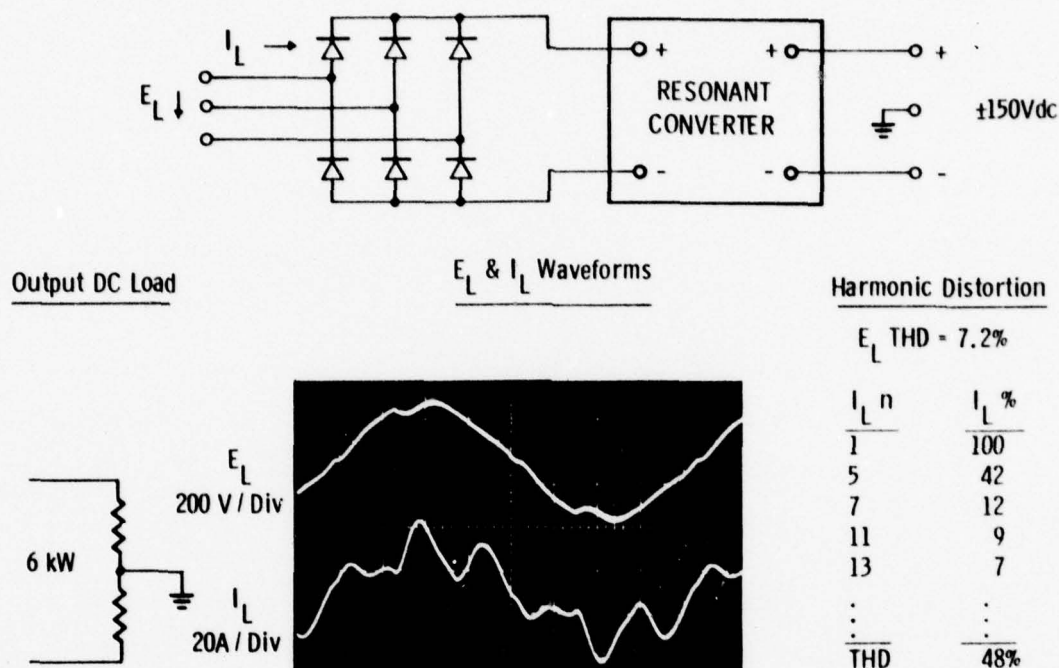 I_L →
E_L ↓
+ +
RESONANT
CONVERTER
- -
+
±150Vdc
-
Output DC Load
E_L & I_L Waveforms
Harmonic Distortion
E_L THD = 7.2%
I_L n I_L %
1 100
5 42
7 12
11 9
13 7
: :
THD 48%
E_L
200 V / Div
6 kW
I_L
20A / Div